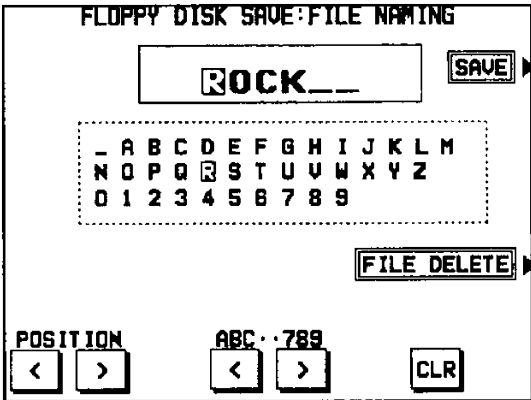 FLOPPY DISK SAVE:FILE NAMING
ROCK__
SAVE
_ A B C D E F G H I J K L M
N O P Q R S T U V W X Y Z
0 1 2 3 4 5 6 7 8 9
FILE DELETE
POSITION ABC··789
< > < > CLR